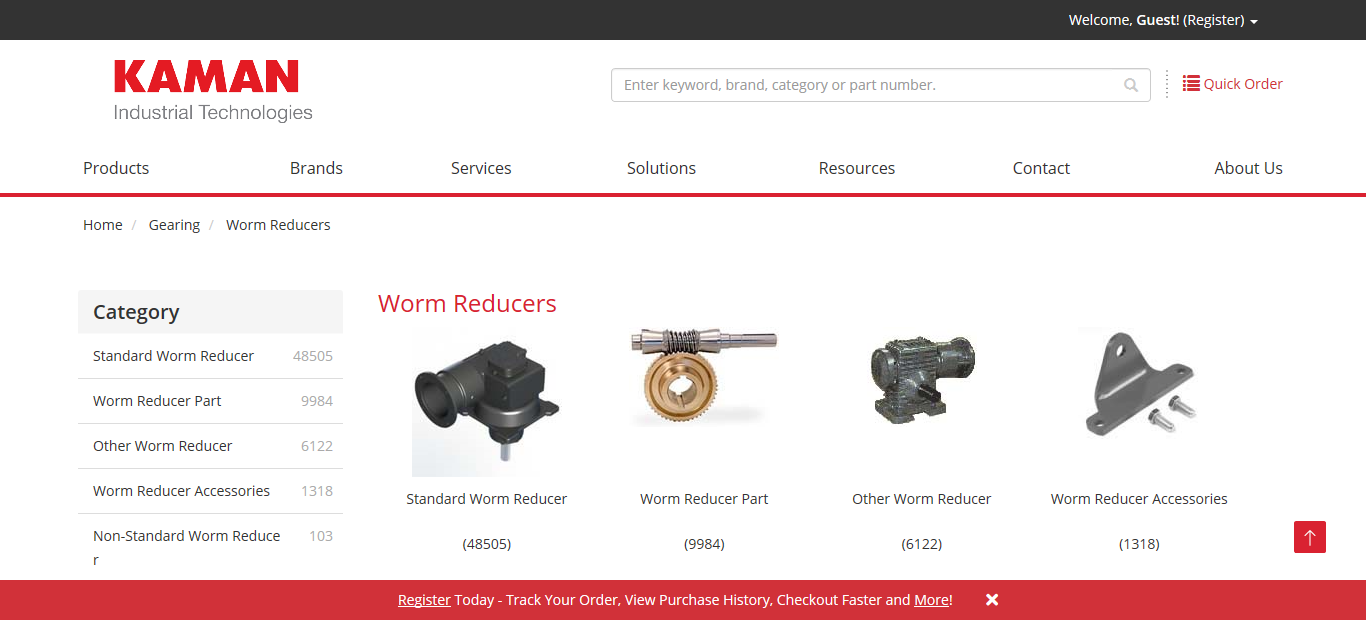 Welcome, Guest! (Register)
KAMAN
Industrial Technologies
Enter keyword, brand, category or part number.
Quick Order
Products Brands Services Solutions Resources Contact About Us
Home / Gearing / Worm Reducers
Category
Standard Worm Reducer 48505
Worm Reducer Part 9984
Other Worm Reducer 6122
Worm Reducer Accessories 1318
Non-Standard Worm Reduce 103
r
Worm Reducers
Standard Worm Reducer Worm Reducer Part Other Worm Reducer Worm Reducer Accessories
(48505) (9984) (6122) (1318)
Register Today - Track Your Order, View Purchase History, Checkout Faster and More!